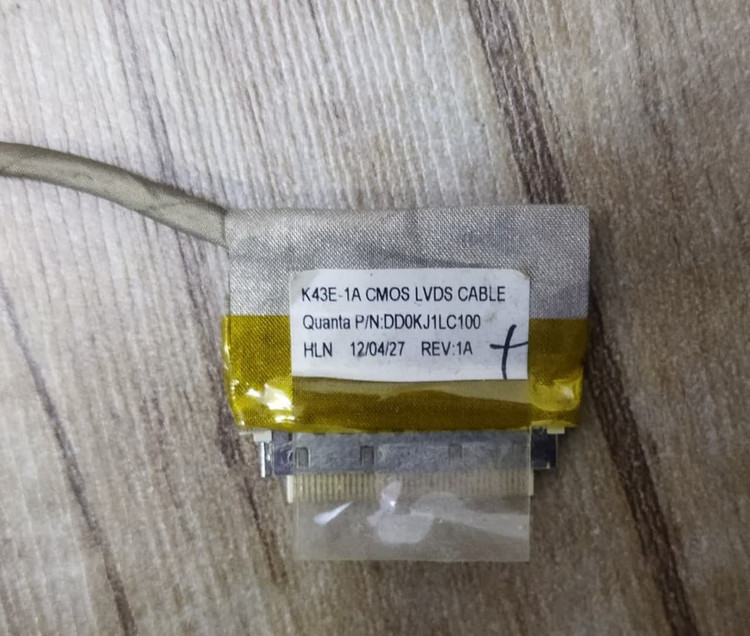 K43E-1A CMOS LVDS CABLE
Quanta P/N:DD0KJ1LC100
HLN 12/04/27 REV:1A